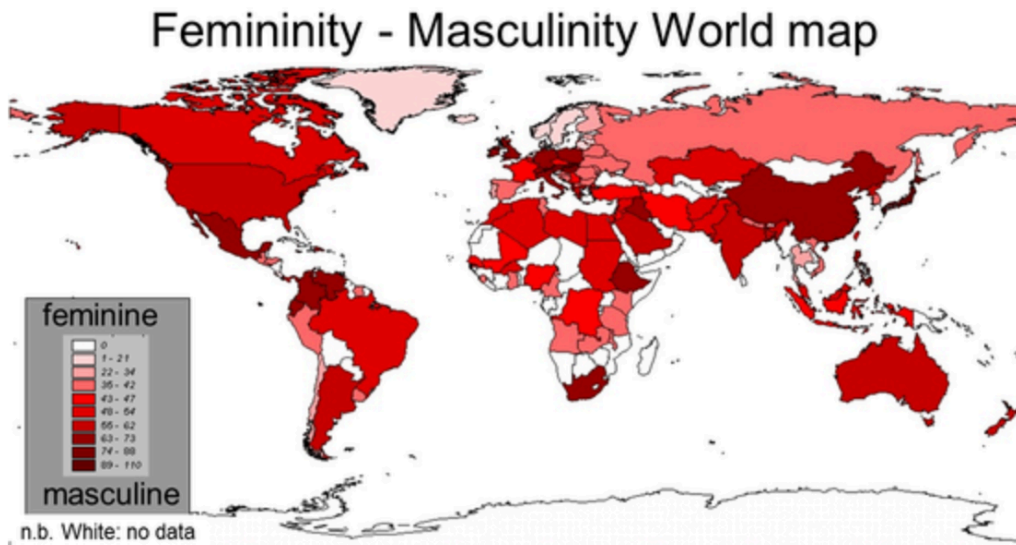 Femininity - Masculinity World map
feminine
0
1 - 21
22 - 34
35 - 42
43 - 47
48 - 54
55 - 62
63 - 73
74 - 88
89 - 110
masculine
n.b. White: no data